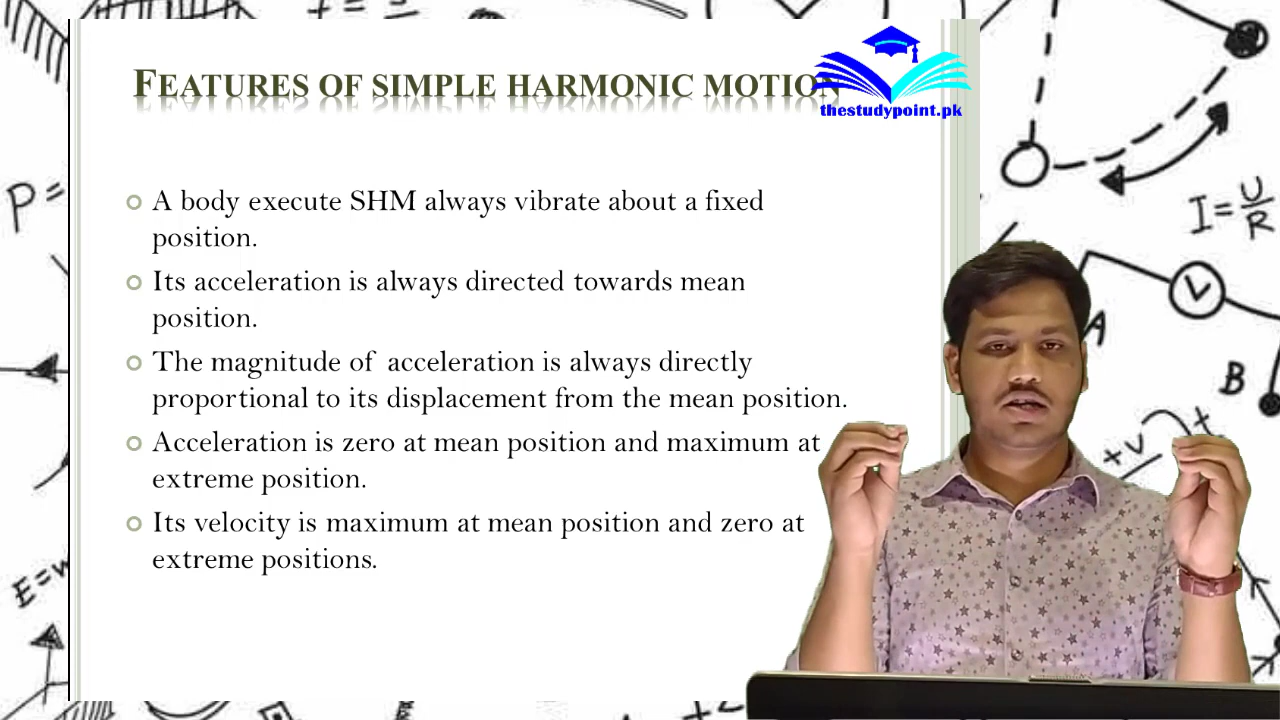 FEATURES OF SIMPLE HARMONIC MOTION
thestudypoint.pk
A body execute SHM always vibrate about a fixed
position.
Its acceleration is always directed towards mean
position.
The magnitude of acceleration is always directly
proportional to its displacement from the mean position.
Acceleration is zero at mean position and maximum at
extreme position.
Its velocity is maximum at mean position and zero at
extreme positions.
P=
I=U/R
V
A
B
+V
+